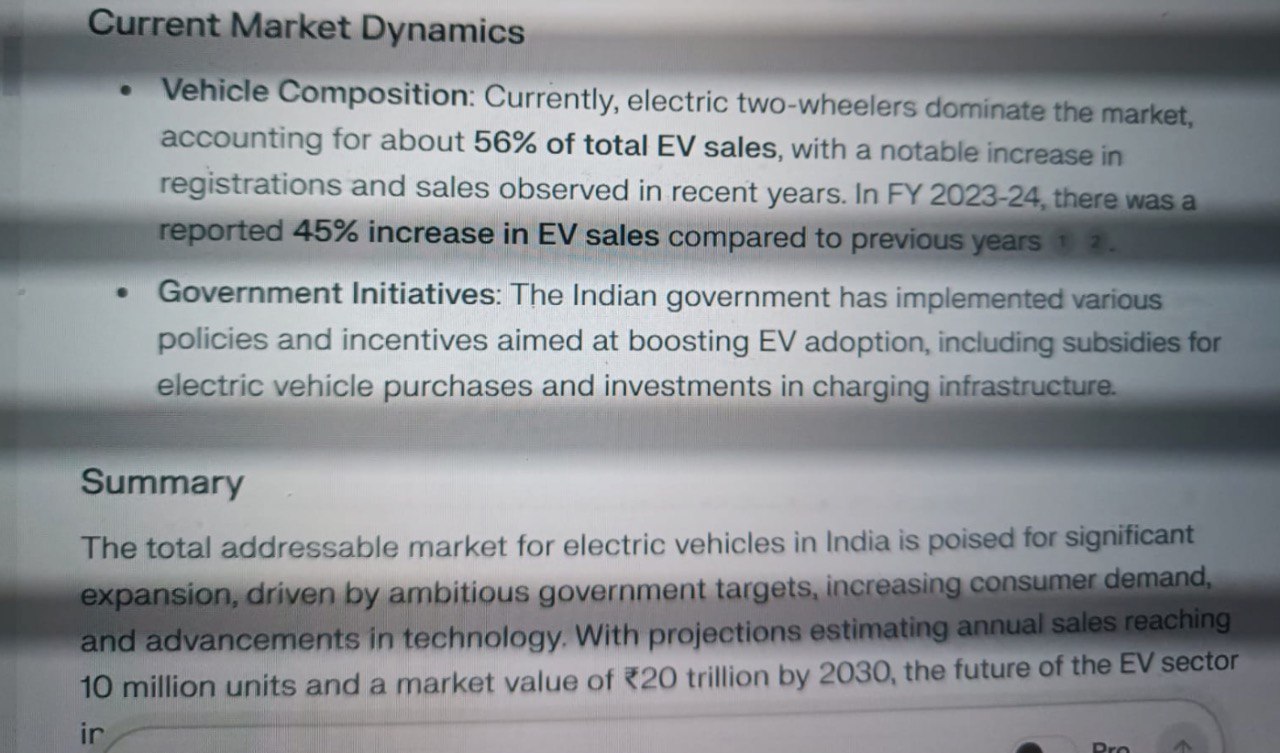 Current Market Dynamics
• Vehicle Composition: Currently, electric two-wheelers dominate the market,
accounting for about 56% of total EV sales, with a notable increase in
registrations and sales observed in recent years. In FY 2023-24, there was a
reported 45% increase in EV sales compared to previous years 1 2 .
• Government Initiatives: The Indian government has implemented various
policies and incentives aimed at boosting EV adoption, including subsidies for
electric vehicle purchases and investments in charging infrastructure.
Summary
The total addressable market for electric vehicles in India is poised for significant
expansion, driven by ambitious government targets, increasing consumer demand,
and advancements in technology. With projections estimating annual sales reaching
10 million units and a market value of ₹20 trillion by 2030, the future of the EV sector
Pro